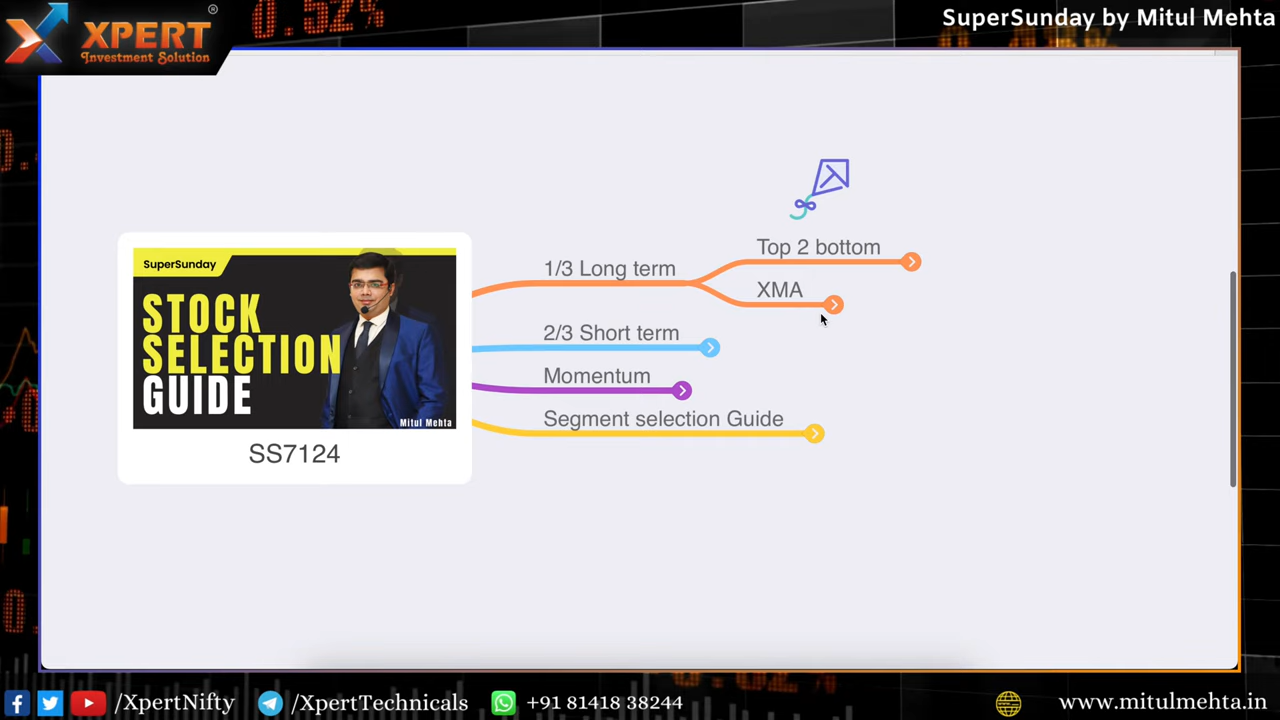 XPERT
Investment Solution
®
SuperSunday by Mitul Mehta
0.52%
SuperSunday
STOCK
SELECTION
GUIDE
Mitul Mehta
SS7124
1/3 Long term
Top 2 bottom
XMA
2/3 Short term
Momentum
Segment selection Guide
/XpertNifty
/XpertTechnicals
+91 81418 38244
www.mitulmehta.in